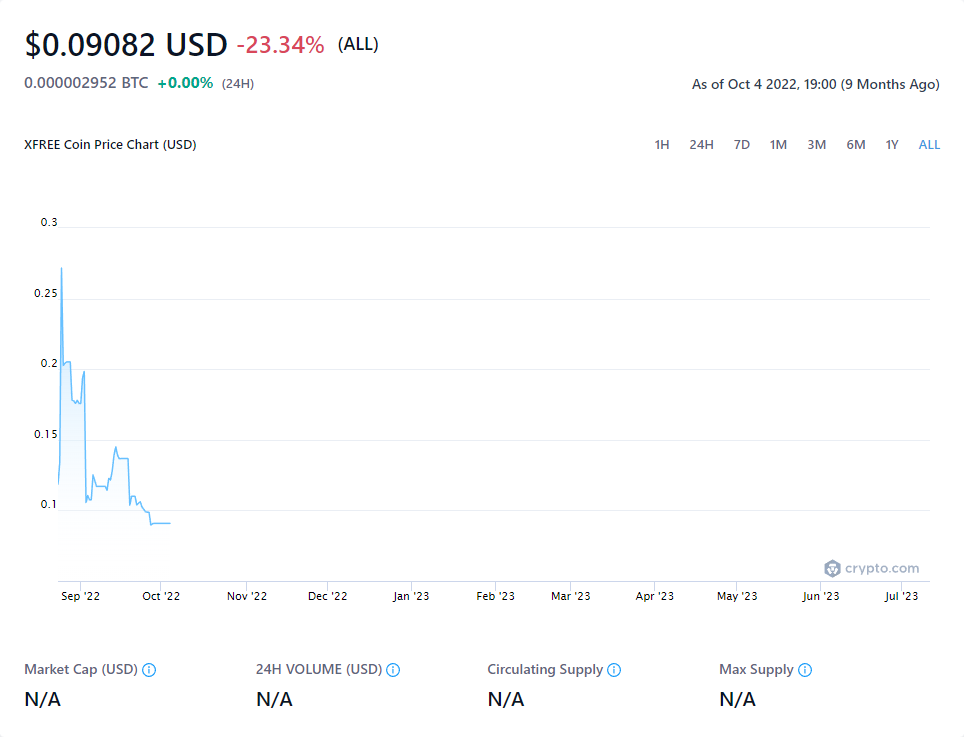 $0.09082 USD -23.34% (ALL)
0.000002952 BTC +0.00% (24H)
As of Oct 4 2022, 19:00 (9 Months Ago)
XFREE Coin Price Chart (USD)
1H 24H 7D 1M 3M 6M 1Y ALL
0.3
0.25
0.2
0.15
0.1
crypto.com
Sep '22 Oct '22 Nov '22 Dec '22 Jan '23 Feb '23 Mar '23 Apr '23 May '23 Jun '23 Jul '23
Market Cap (USD) 24H VOLUME (USD) Circulating Supply Max Supply
N/A N/A N/A N/A